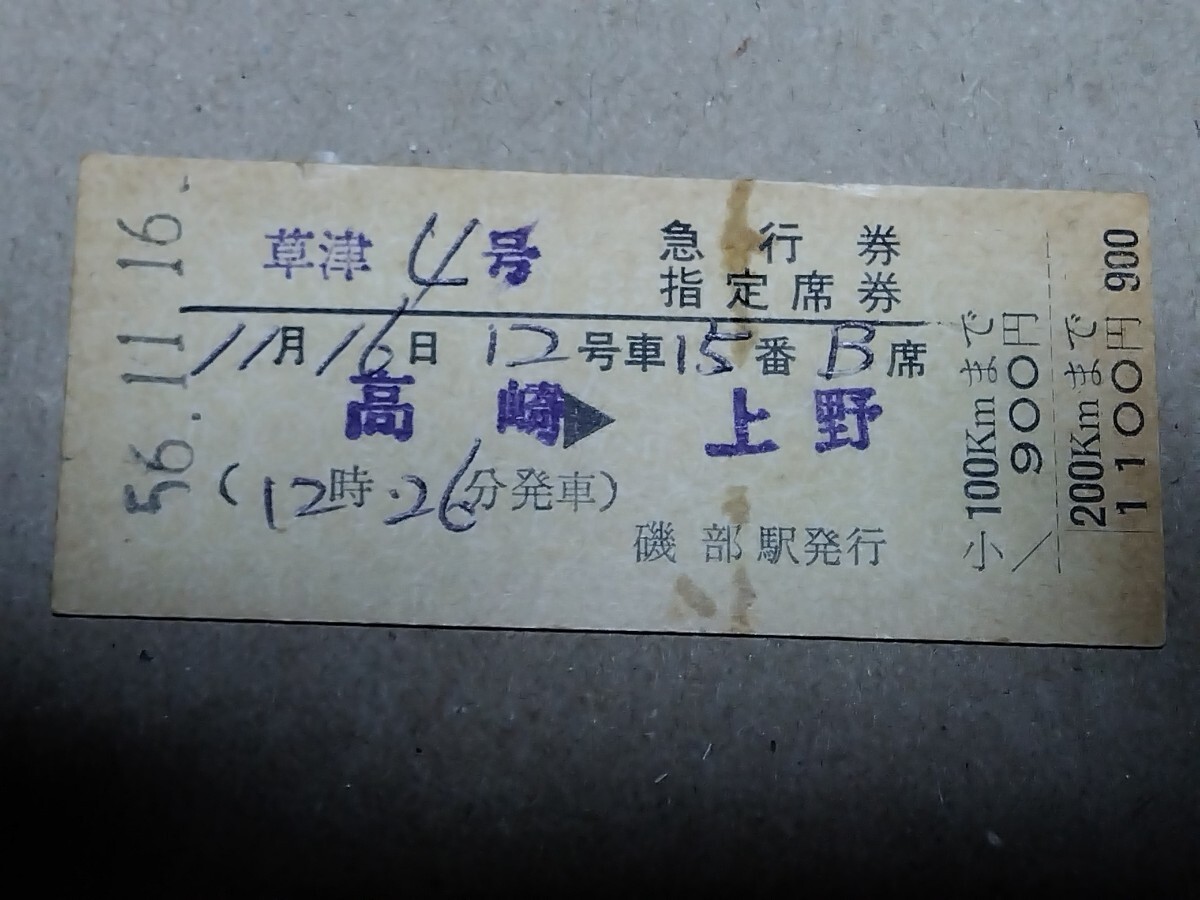 56.11.16
草津 4号
急行券
指定席券
11月16日 12号車15番B席
高崎▶上野
(12時26分発車)
磯部駅発行
100Kmまで
900円
小/
200Kmまで
1100円
900